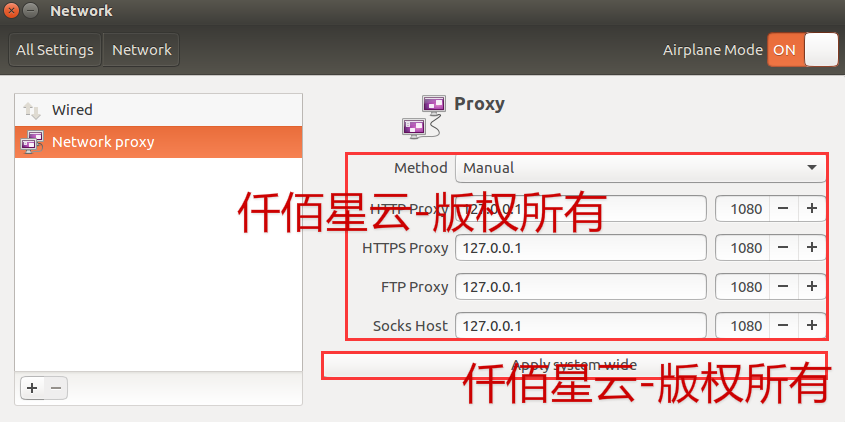 Network
All Settings
Network
Airplane Mode
ON
Wired
Network proxy
Proxy
Method
Manual
HTTP Proxy
127.0.0.1
1080
仟佰星云-版权所有
HTTPS Proxy
127.0.0.1
1080
FTP Proxy
127.0.0.1
1080
Socks Host
127.0.0.1
1080
Apply system wide
仟佰星云-版权所有